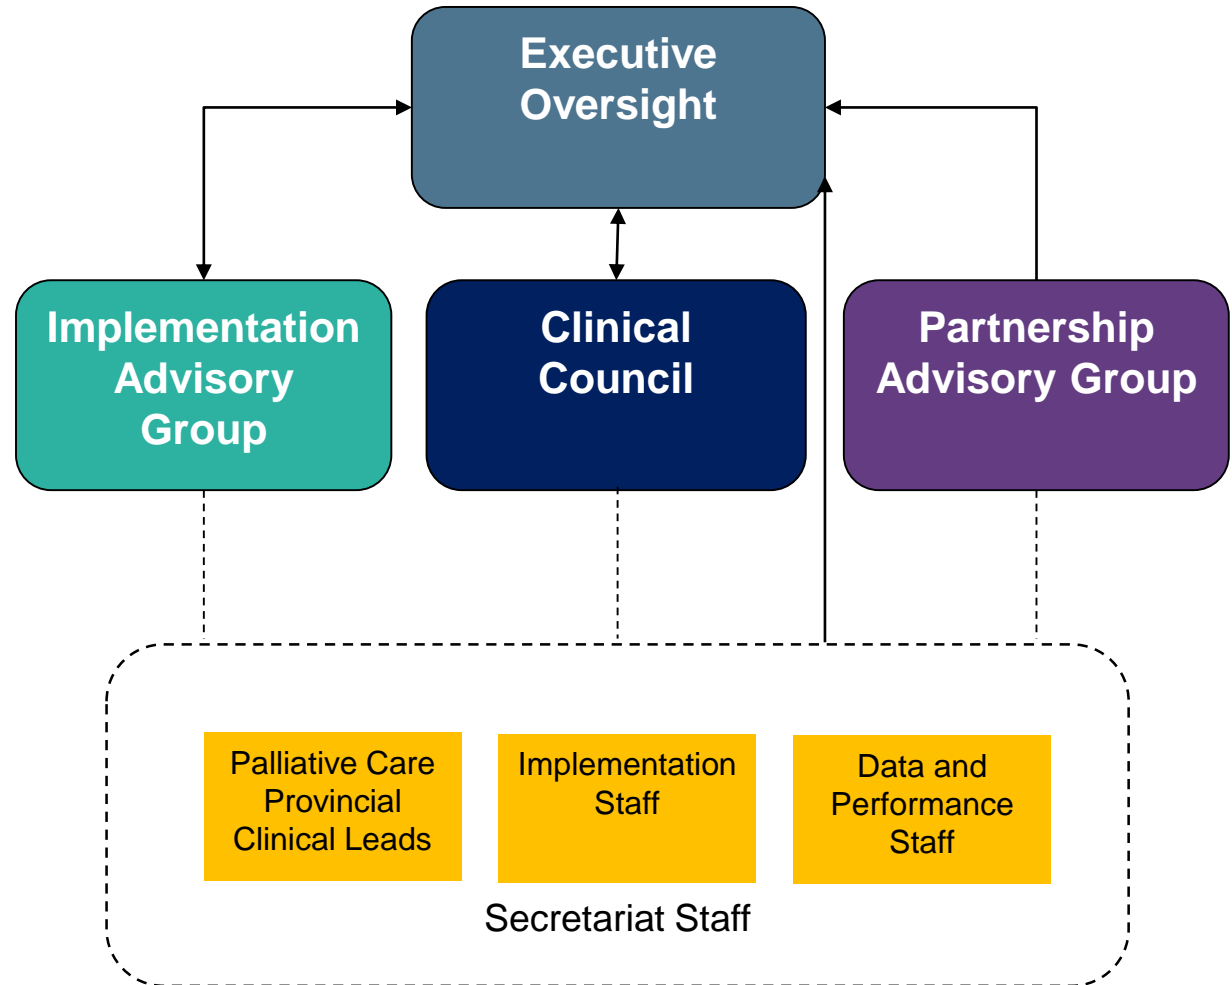 Executive
Oversight
Implementation
Advisory
Group
Clinical
Council
Partnership
Advisory Group
Palliative Care
Provincial
Clinical Leads
Implementation
Staff
Data and
Performance
Staff
Secretariat Staff